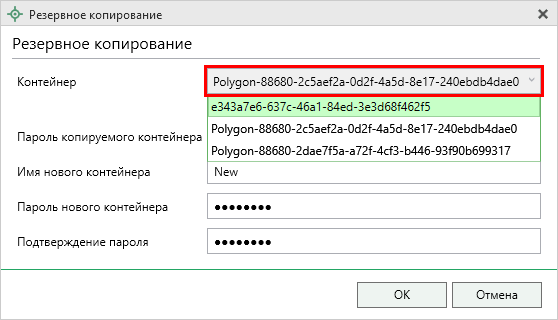 Резервное копирование
Резервное копирование
Контейнер
Polygon-88680-2c5aef2a-0d2f-4a5d-8e17-240ebdb4dae0
e343a7e6-637c-46a1-84ed-3e3d68f462f5
Polygon-88680-2c5aef2a-0d2f-4a5d-8e17-240ebdb4dae0
Пароль копируемого контейнера
Polygon-88680-2dae7f5a-a72f-4cf3-b446-93f90b699317
Имя нового контейнера
New
Пароль нового контейнера
●●●●●●●●
Подтверждение пароля
●●●●●●●●
ОК
Отмена